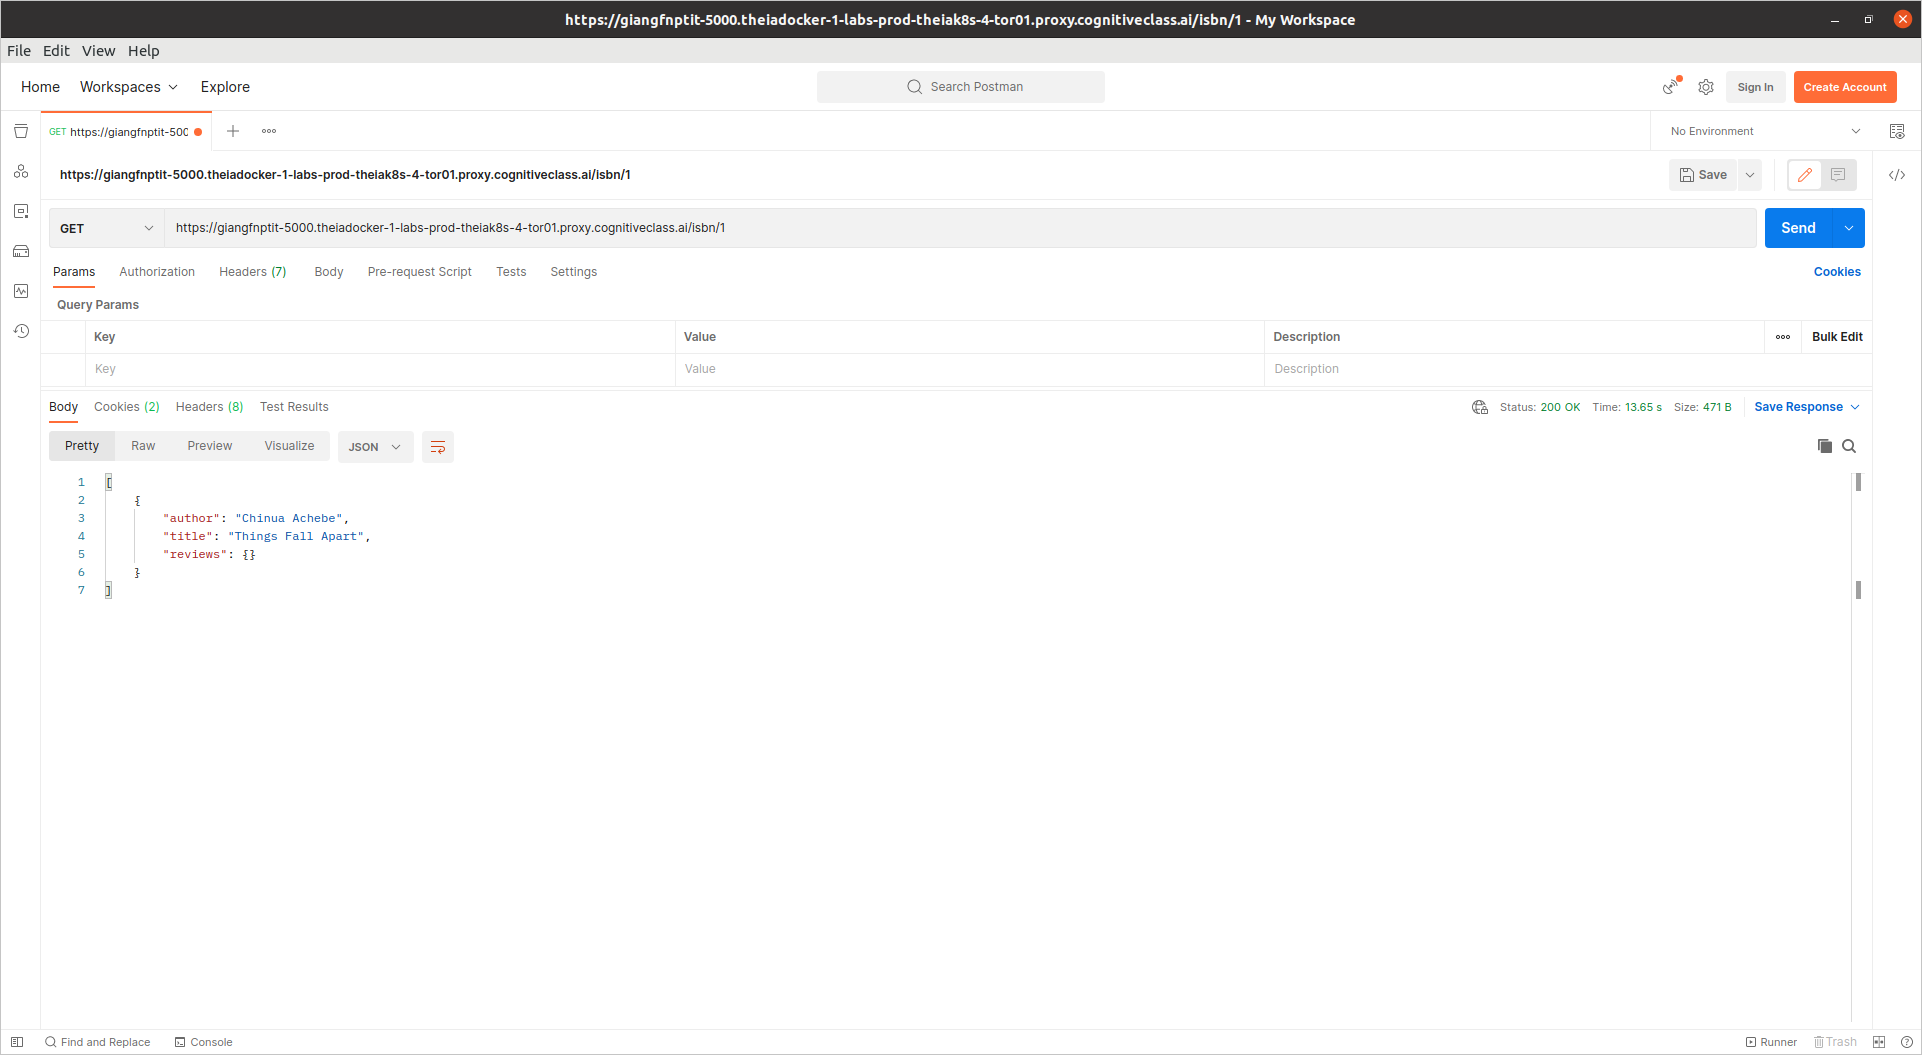 https://giangfnptit-5000.theiadocker-1-labs-prod-theiak8s-4-tor01.proxy.cognitiveclass.ai/isbn/1 - My Workspace
File Edit View Help
Home Workspaces Explore Search Postman Sign In Create Account
GET https://giangfnptit-500 No Environment
https://giangfnptit-5000.theiadocker-1-labs-prod-theiak8s-4-tor01.proxy.cognitiveclass.ai/isbn/1 Save </>
GET https://giangfnptit-5000.theiadocker-1-labs-prod-theiak8s-4-tor01.proxy.cognitiveclass.ai/isbn/1 Send
Params Authorization Headers (7) Body Pre-request Script Tests Settings Cookies
Query Params
Key Value Description Bulk Edit
Key Value Description
Body Cookies (2) Headers (8) Test Results Status: 200 OK Time: 13.65 s Size: 471 B Save Response
Pretty Raw Preview Visualize JSON
1 [
2 {
3 "author": "Chinua Achebe",
4 "title": "Things Fall Apart",
5 "reviews": {}
6 }
7 ]
Find and Replace Console Runner Trash